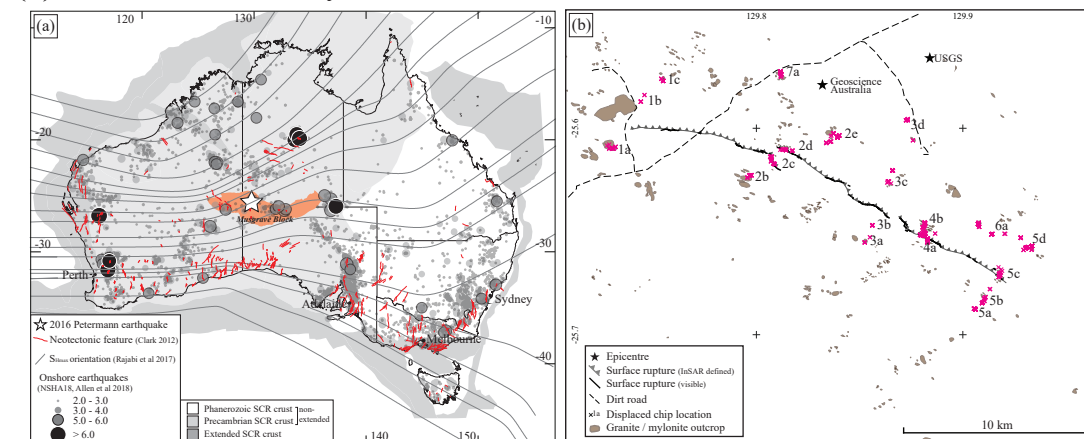 (a)
120
130
-10
-20
-30
-40
140
150
Musgrave Block
Perth
Adelaide
Melbourne
Sydney
2016 Petermann earthquake
Neotectonic feature (Clark 2012)
SHmax orientation (Rajabi et al 2017)
Onshore earthquakes
(NSHA18, Allen et al 2018)
2.0 - 3.0
3.0 - 4.0
5.0 - 6.0
> 6.0
Phanerozoic SCR crust
Precambrian SCR crust
non-extended
Extended SCR crust
(b)
129.8
129.9
-25.6
-25.7
USGS
Geoscience
Australia
7a
1c
1b
1a
2e
2d
2c
2b
3d
3c
3b
3a
4b
4a
6a
5d
5c
5b
5a
Epicentre
Surface rupture (InSAR defined)
Surface rupture (visible)
Dirt road
1a Displaced chip location
Granite / mylonite outcrop
10 km